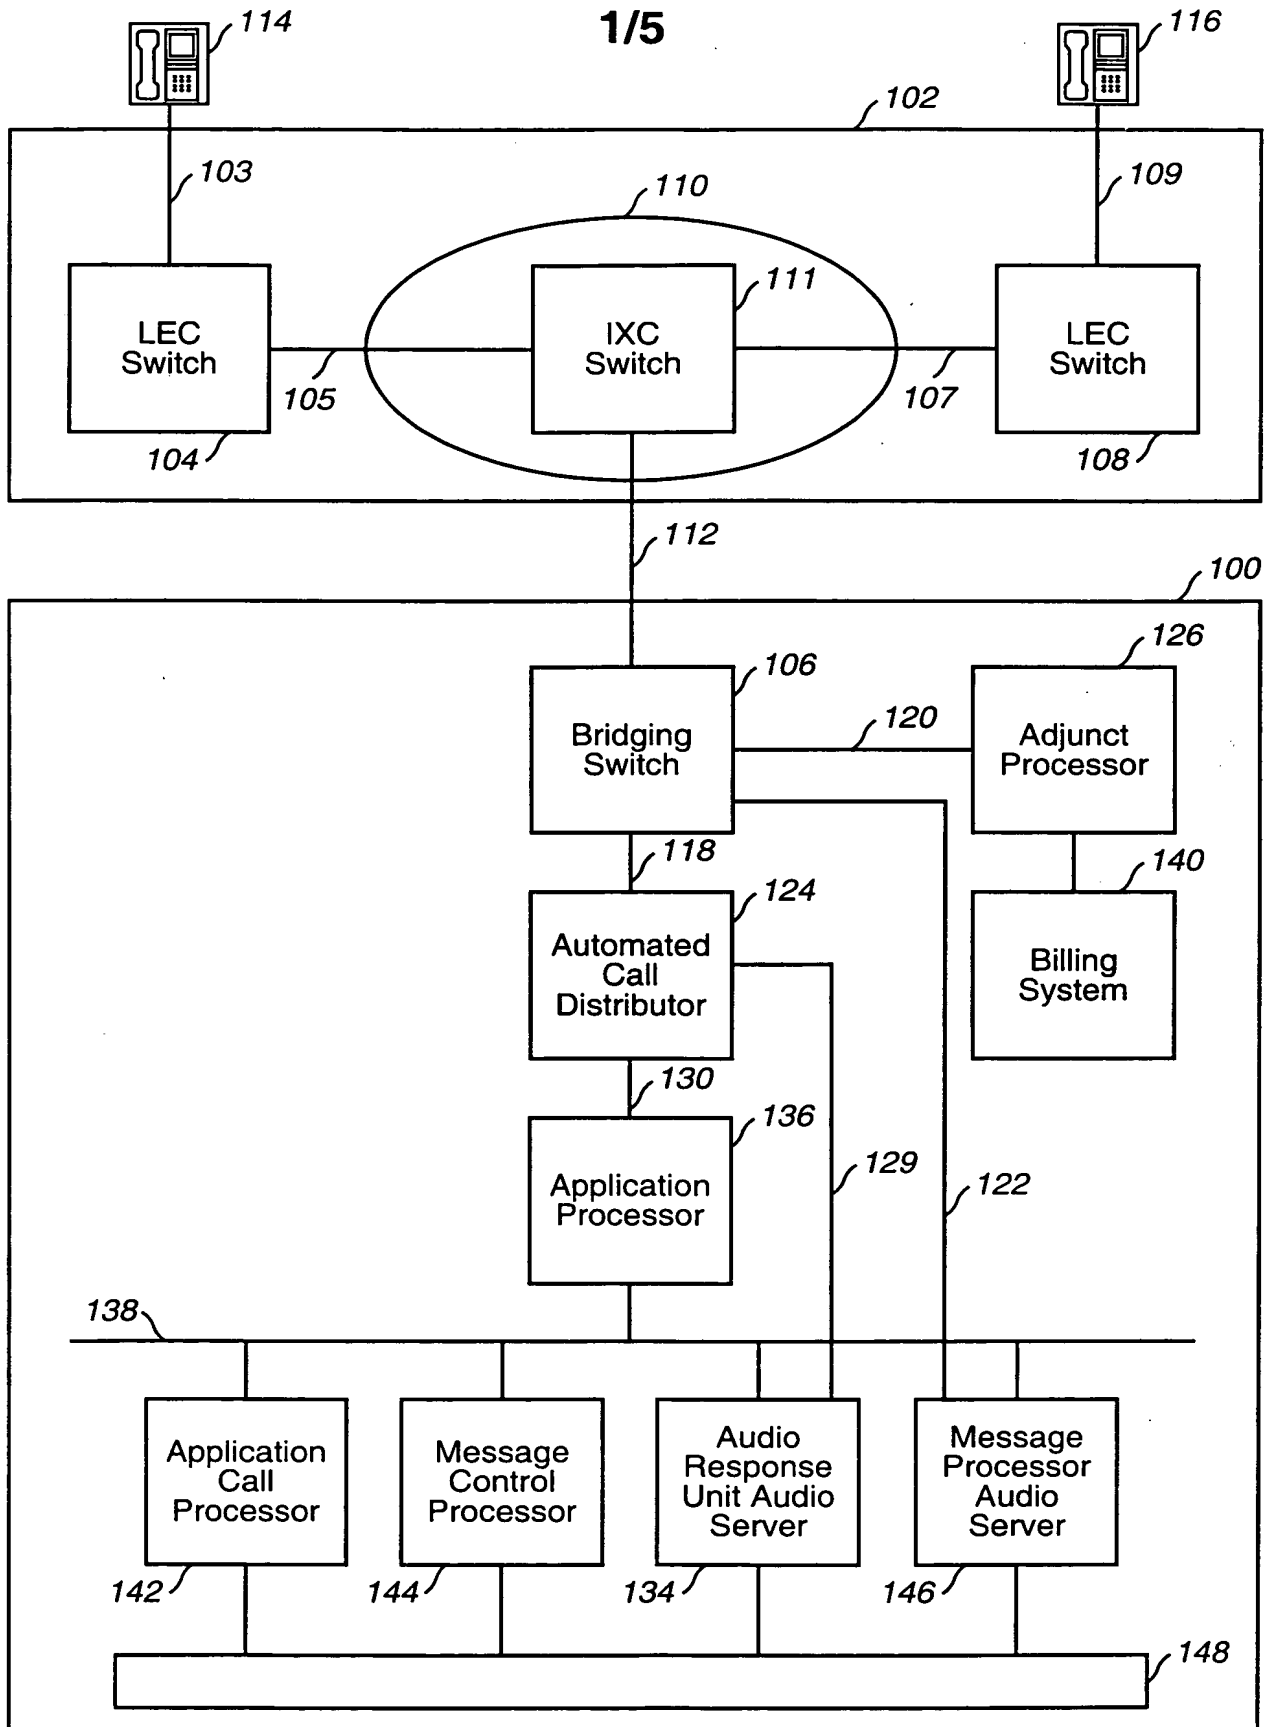 1/5
114
116
102
103
109
110
111
LEC
Switch
IXC
Switch
LEC
Switch
105
107
104
108
112
100
106
126
Bridging
Switch
120
Adjunct
Processor
118
124
140
Automated
Call
Distributor
Billing
System
130
136
129
122
Application
Processor
138
Application
Call
Processor
Message
Control
Processor
Audio
Response
Unit Audio
Server
Message
Processor
Audio
Server
142
144
134
146
148